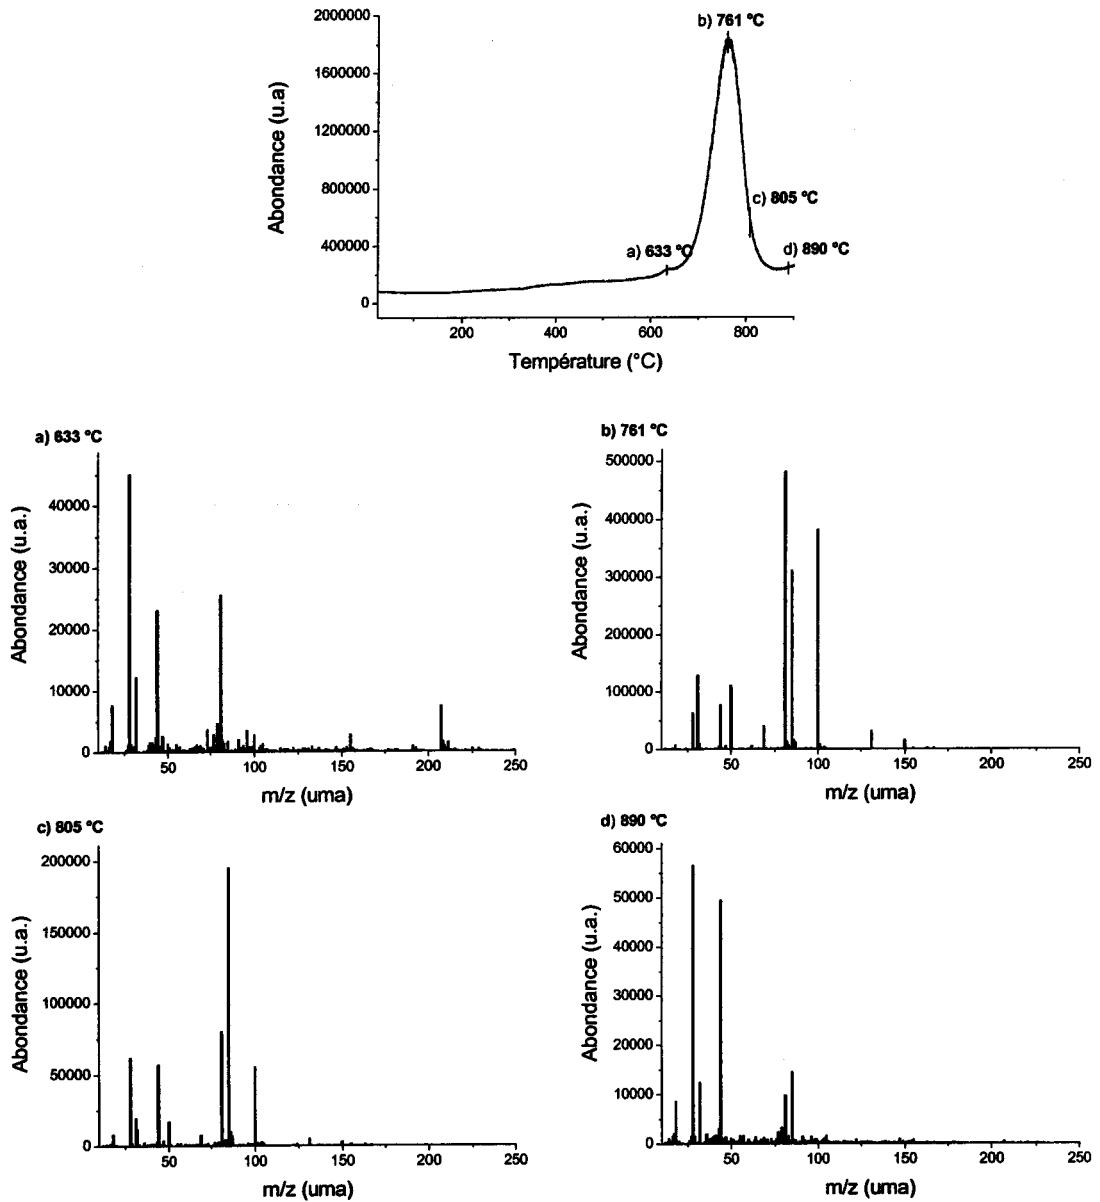 b) 761 °C
2000000
1600000
1200000
800000
400000
0
Abondance (u.a)
c) 805 °C
a) 633 °C
d) 890 °C
200
400
600
800
Température (°C)
a) 633 °C
40000
30000
20000
10000
0
Abondance (u.a.)
50
100
150
200
250
m/z (uma)
b) 761 °C
500000
400000
300000
200000
100000
0
Abondance (u.a.)
50
100
150
200
250
m/z (uma)
c) 805 °C
200000
150000
100000
50000
0
Abondance (u.a.)
50
100
150
200
250
m/z (uma)
d) 890 °C
60000
50000
40000
30000
20000
10000
0
Abondance (u.a.)
50
100
150
200
250
m/z (uma)